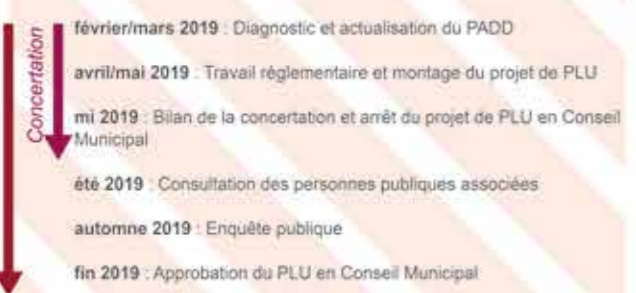 Concertation
février/mars 2019 : Diagnostic et actualisation du PADD
avril/mai 2019 : Travail réglementaire et montage du projet de PLU
mi 2019 : Bilan de la concertation et arrêt du projet de PLU en Conseil
Municipal
été 2019 : Consultation des personnes publiques associées
automne 2019 : Enquête publique
fin 2019 : Approbation du PLU en Conseil Municipal